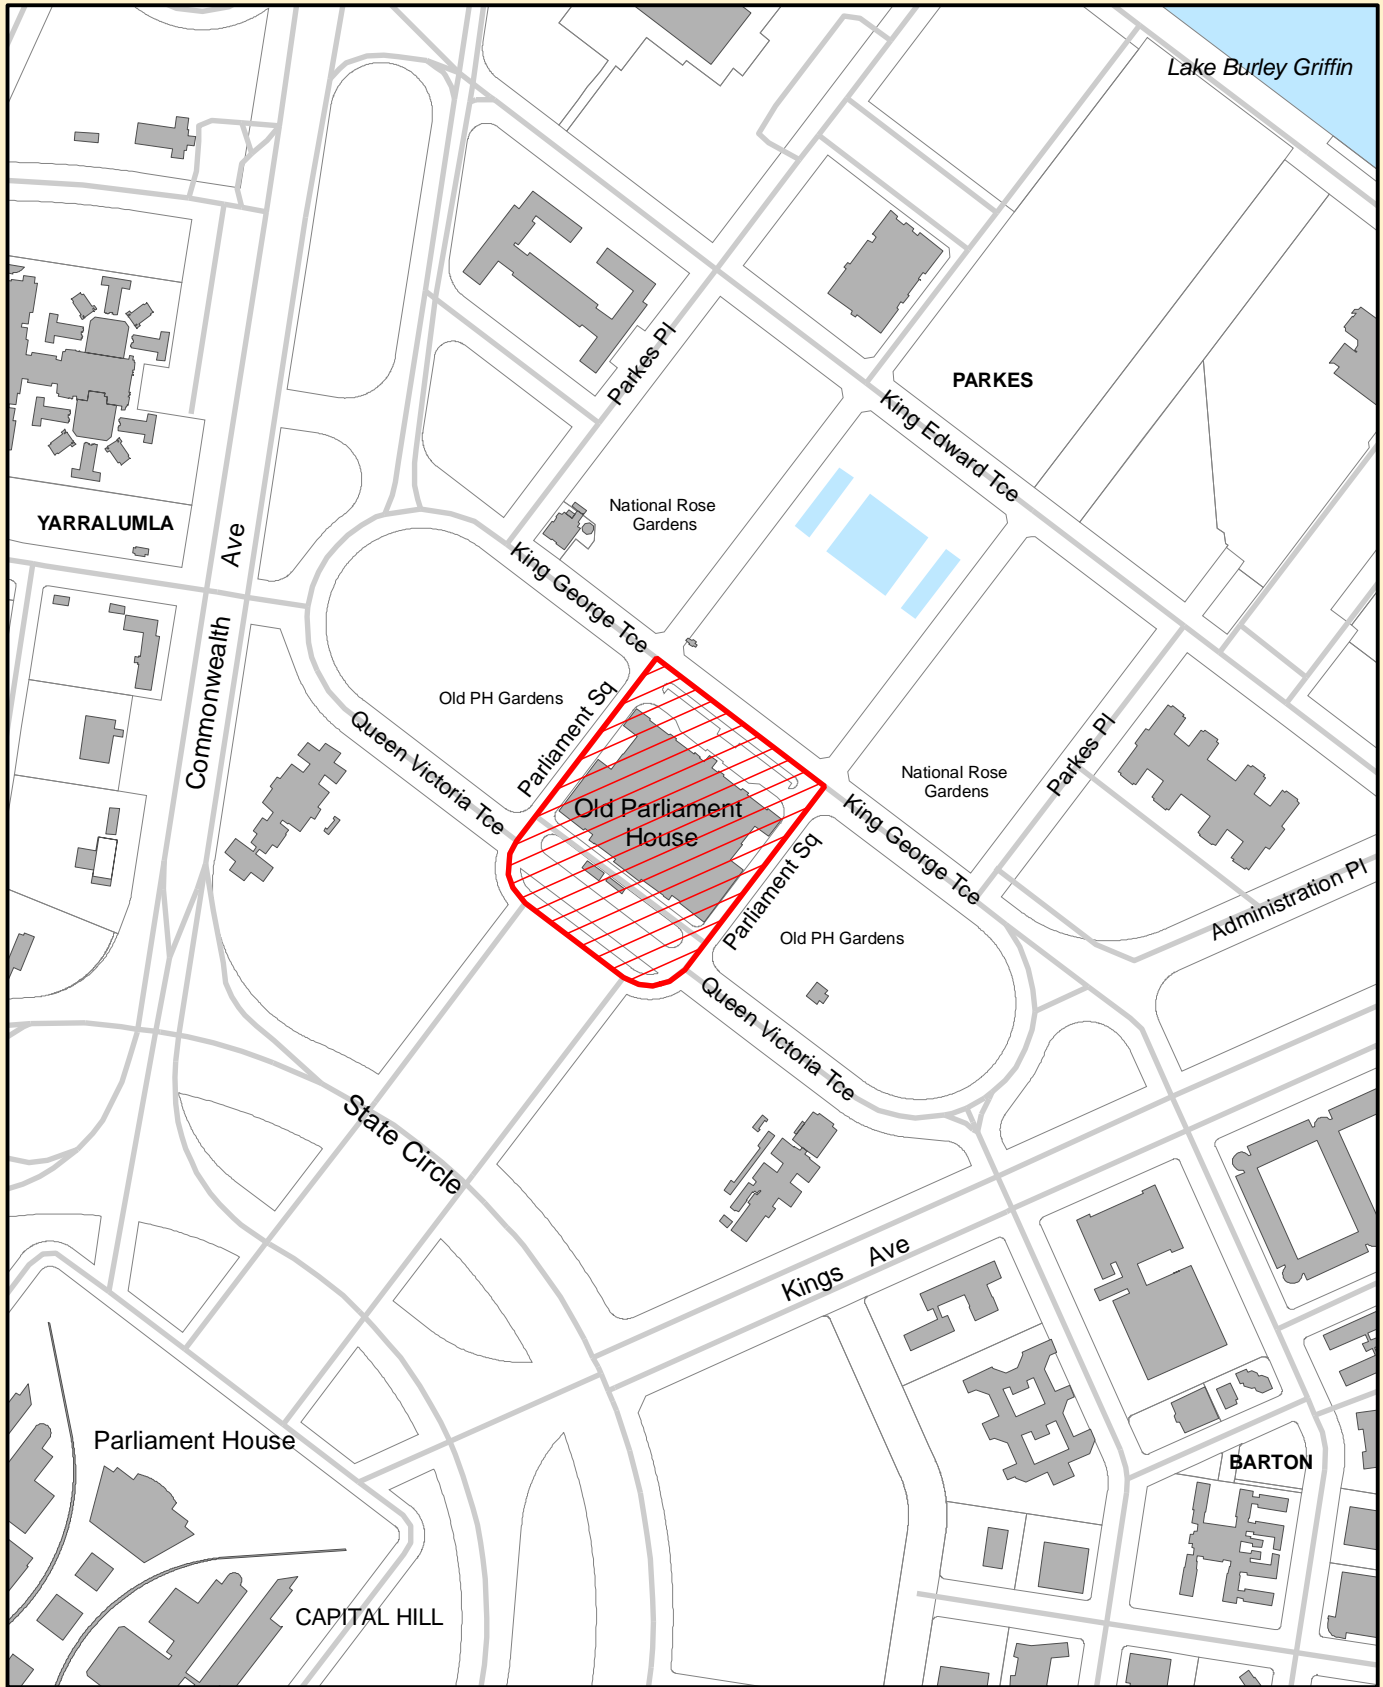 Lake Burley Griffin
Parkes Pl
PARKES
King Edward Tce
National Rose
Gardens
YARRALUMLA
Commonwealth Ave
King George Tce
Old PH Gardens
Parliament Sq
Queen Victoria Tce
Old Parliament
House
National Rose
Gardens
Parkes Pl
King George Tce
Parliament Sq
Administration Pl
Old PH Gardens
Queen Victoria Tce
State Circle
Kings Ave
Parliament House
BARTON
CAPITAL HILL